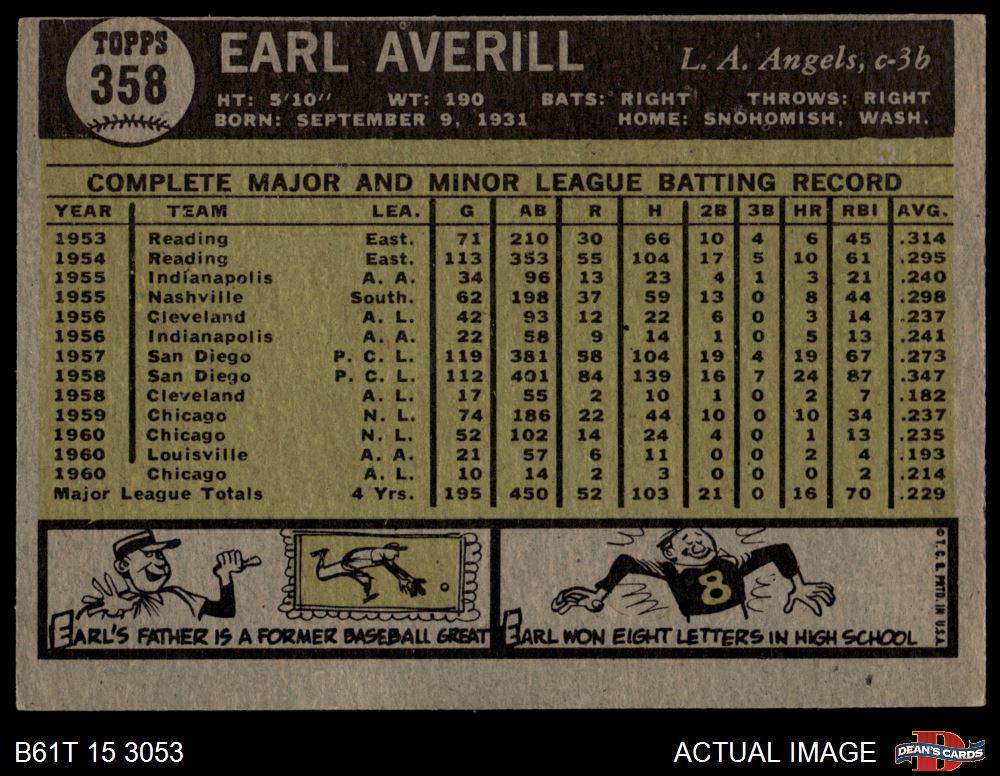 TOPPS
358
EARL AVERILL
L. A. Angels, c-3b
HT: 5'10" WT: 190 BATS: RIGHT THROWS: RIGHT
BORN: SEPTEMBER 9, 1931 HOME: SNOHOMISH, WASH.
COMPLETE MAJOR AND MINOR LEAGUE BATTING RECORD
YEAR TEAM LEA. G AB R H 2B 3B HR RBI AVG.
1953 Reading East. 71 210 30 66 10 4 6 45 .314
1954 Reading East. 113 353 55 104 17 5 10 61 .295
1955 Indianapolis A. A. 34 96 13 23 4 1 3 21 .240
1955 Nashville South. 62 198 37 59 13 0 8 44 .298
1956 Cleveland A. L. 42 93 12 22 6 0 3 14 .237
1956 Indianapolis A. A. 22 58 9 14 1 0 5 13 .241
1957 San Diego P. C. L. 119 381 58 104 19 4 19 67 .273
1958 San Diego P. C. L. 112 401 84 139 16 7 24 87 .347
1958 Cleveland A. L. 17 55 2 10 1 0 2 7 .182
1959 Chicago N. L. 74 186 22 44 10 0 10 34 .237
1960 Chicago N. L. 52 102 14 24 4 0 1 13 .235
1960 Louisville A. A. 21 57 6 11 0 0 2 4 .193
1960 Chicago A. L. 10 14 2 3 0 0 0 2 .214
Major League Totals 4 Yrs. 195 450 52 103 21 0 16 70 .229
EARL'S FATHER IS A FORMER BASEBALL GREAT
8
EARL WON EIGHT LETTERS IN HIGH SCHOOL
© T. C. G. PRTD. IN U.S.A.
B61T 15 3053
ACTUAL IMAGE
D
DEAN'S CARDS